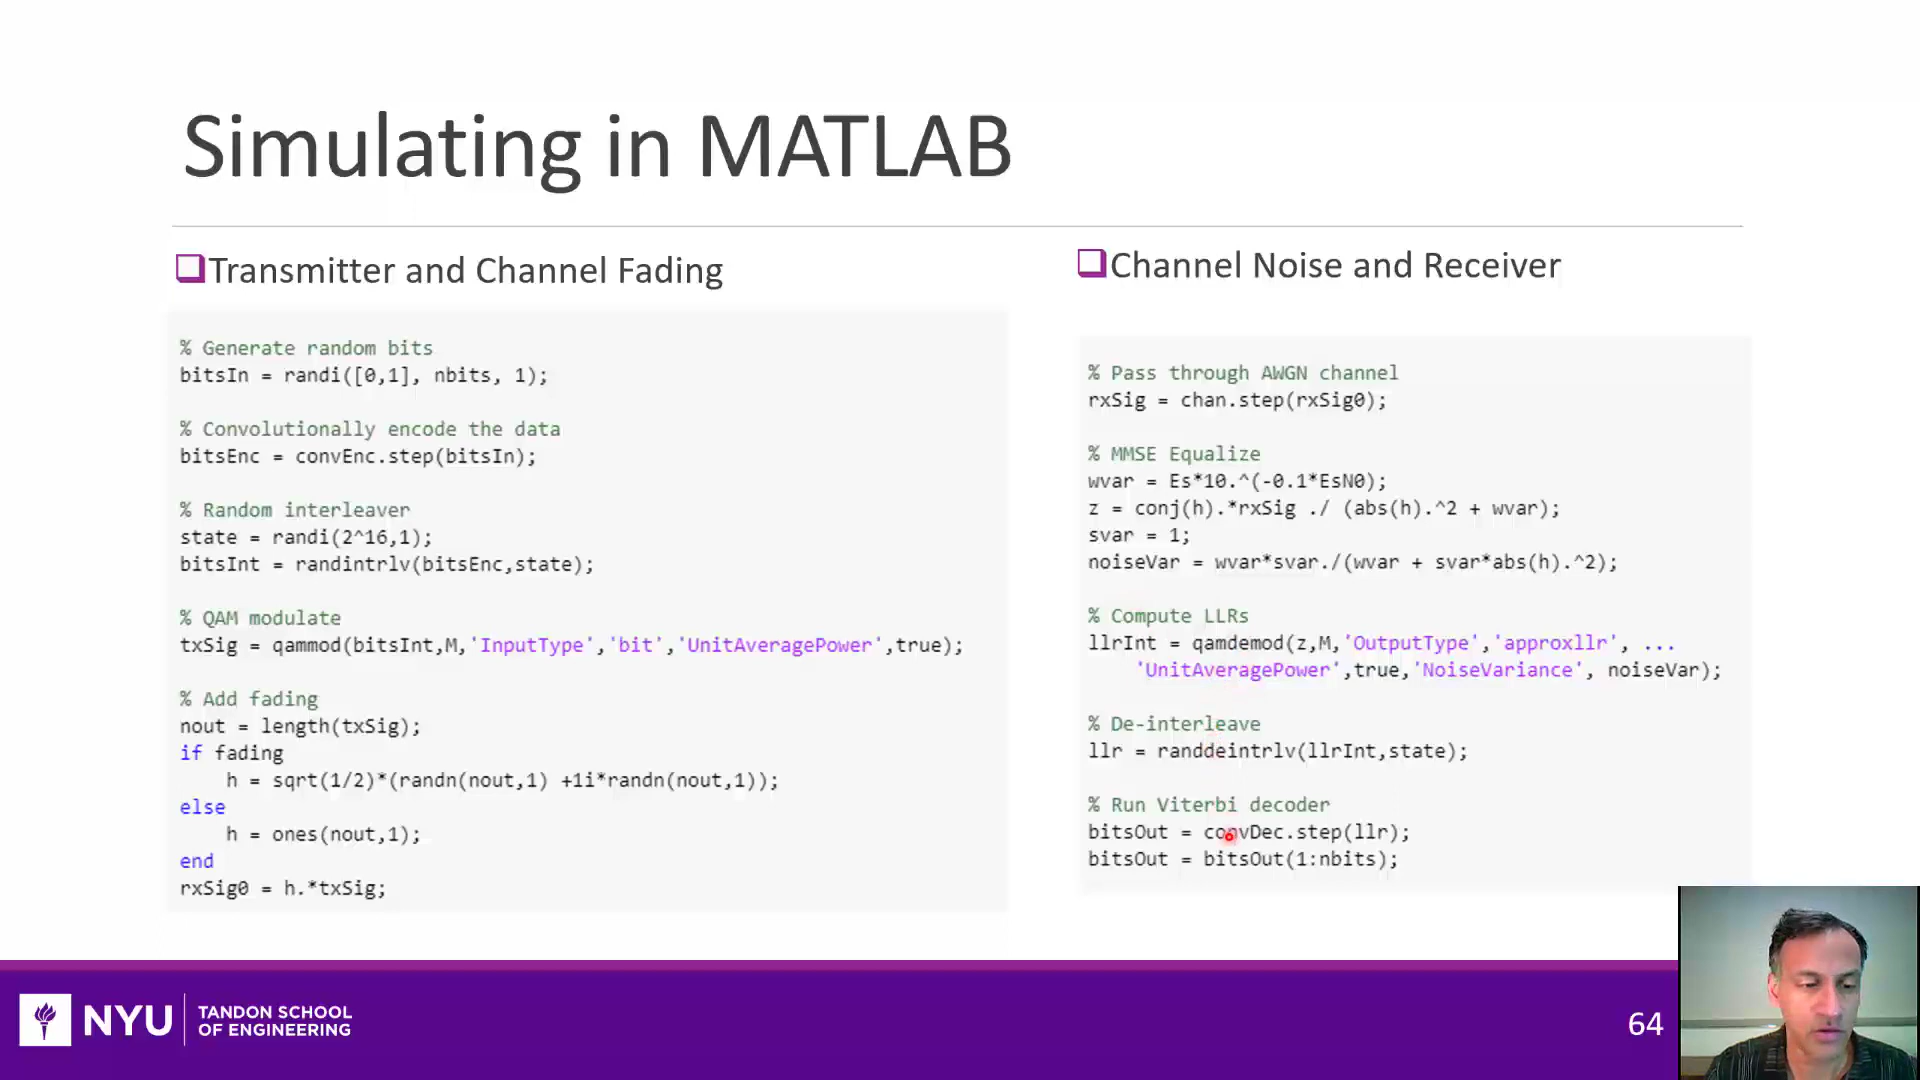 Simulating in MATLAB
Transmitter and Channel Fading
% Generate random bits
bitsIn = randi([0,1], nbits, 1);
% Convolutionally encode the data
bitsEnc = convEnc.step(bitsIn);
% Random interleaver
state = randi(2^16,1);
bitsInt = randintrlv(bitsEnc,state);
% QAM modulate
txSig = qammod(bitsInt,M,'InputType','bit','UnitAveragePower',true);
% Add fading
nout = length(txSig);
if fading
h = sqrt(1/2)*(randn(nout,1) +1i*randn(nout,1));
else
h = ones(nout,1);
end
rxSig0 = h.*txSig;
Channel Noise and Receiver
% Pass through AWGN channel
rxSig = chan.step(rxSig0);
% MMSE Equalize
wvar = Es*10.^(-0.1*EsN0);
z = conj(h).*rxSig ./ (abs(h).^2 + wvar);
svar = 1;
noiseVar = wvar*svar./(wvar + svar*abs(h).^2);
% Compute LLRs
llrInt = qamdemod(z,M,'OutputType','approxllr', ...
'UnitAveragePower',true,'NoiseVariance', noiseVar);
% De-interleave
llr = randdeintrlv(llrInt,state);
% Run Viterbi decoder
bitsOut = convDec.step(llr);
bitsOut = bitsOut(1:nbits);
NYU
TANDON SCHOOL
OF ENGINEERING
64